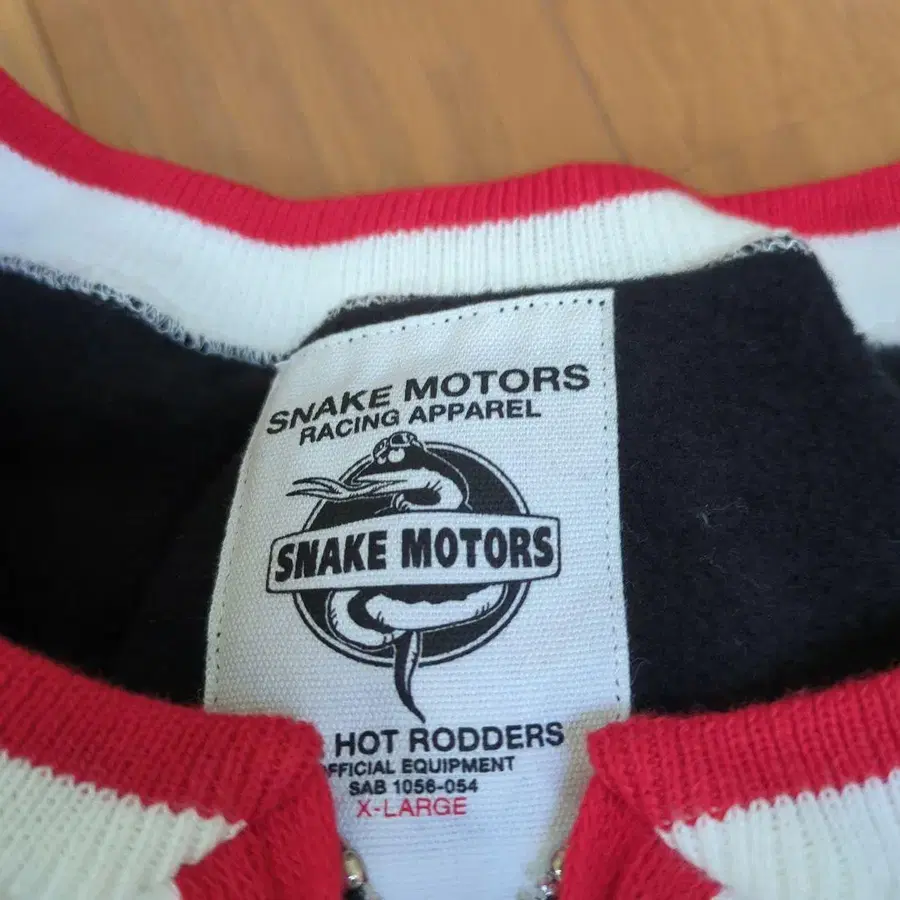 SNAKE MOTORS
RACING APPAREL
SNAKE MOTORS
HOT RODDERS
OFFICIAL EQUIPMENT
SAB 1056-054
X-LARGE